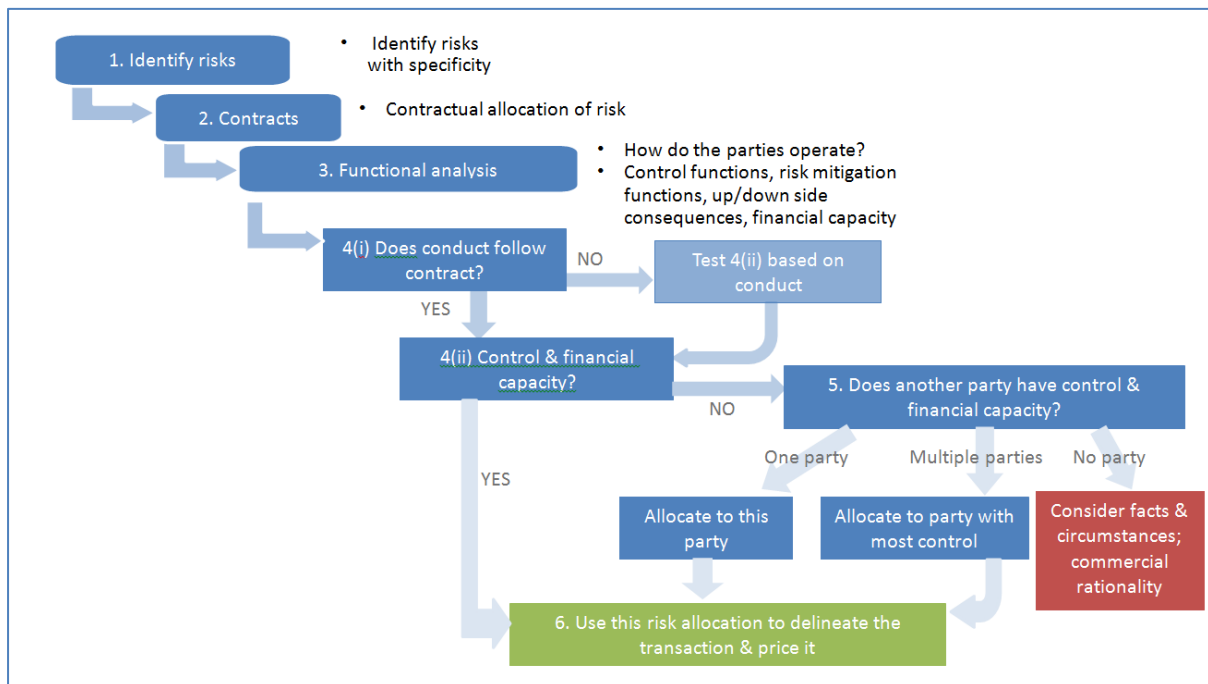 1. Identify risks
• Identify risks
with specificity
2. Contracts
• Contractual allocation of risk
3. Functional analysis
• How do the parties operate?
• Control functions, risk mitigation
functions, up/down side
consequences, financial capacity
4(i) Does conduct follow
contract?
NO
Test 4(ii) based on
conduct
YES
4(ii) Control & financial
capacity?
NO
5. Does another party have control &
financial capacity?
One party
Multiple parties
No party
YES
Allocate to this
party
Allocate to party with
most control
Consider facts &
circumstances;
commercial
rationality
6. Use this risk allocation to delineate the
transaction & price it